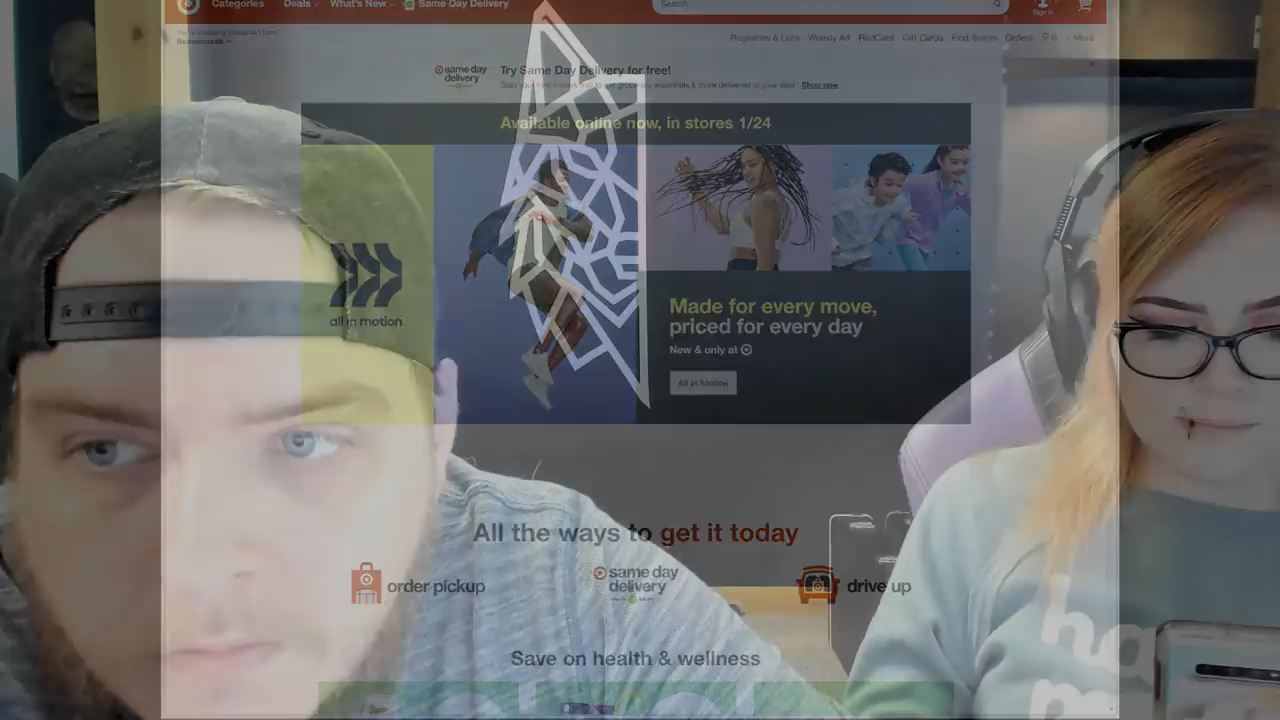 Categories Deals What's New Same Day Delivery Search Sign in
Registries & Lists Weekly Ad RedCard Gift Cards Find Stores Orders More
same day delivery
Try Same Day Delivery for free!
Shop now
Available online now, in stores 1/24
all in motion
Made for every move,
priced for every day
New & only at
All in Motion
All the ways to get it today
order pickup
same day
delivery
drive up
Save on health & wellness